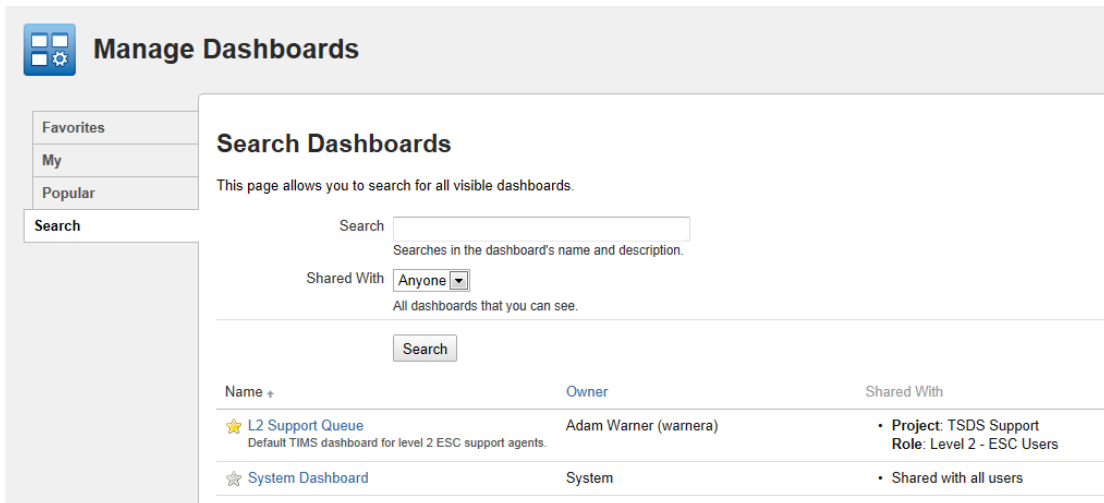 Manage Dashboards
Favorites
My
Popular
Search
Search Dashboards
This page allows you to search for all visible dashboards.
Search
Searches in the dashboard's name and description.
Shared With Anyone
All dashboards that you can see.
Search
Name Owner Shared With
L2 Support Queue Adam Warner (warnera) • Project: TSDS Support
Default TIMS dashboard for level 2 ESC support agents. Role: Level 2 - ESC Users
System Dashboard System • Shared with all users